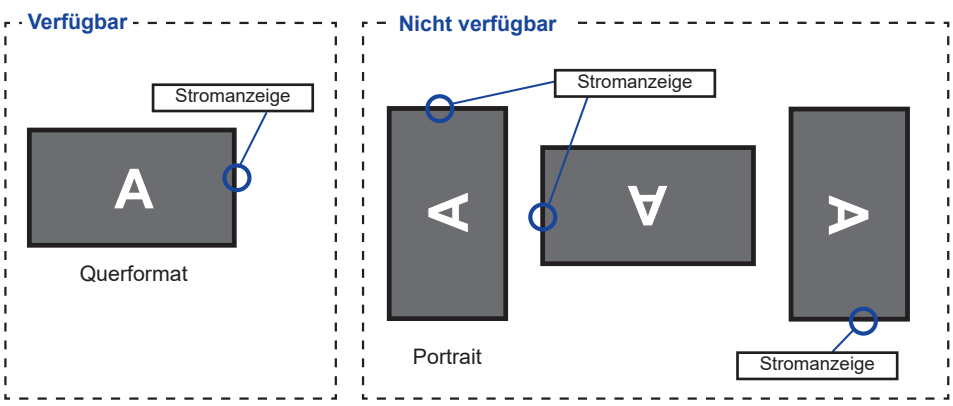 Verfügbar
Stromanzeige
A
Querformat
Nicht verfügbar
Stromanzeige
A
A
A
Portrait
Stromanzeige